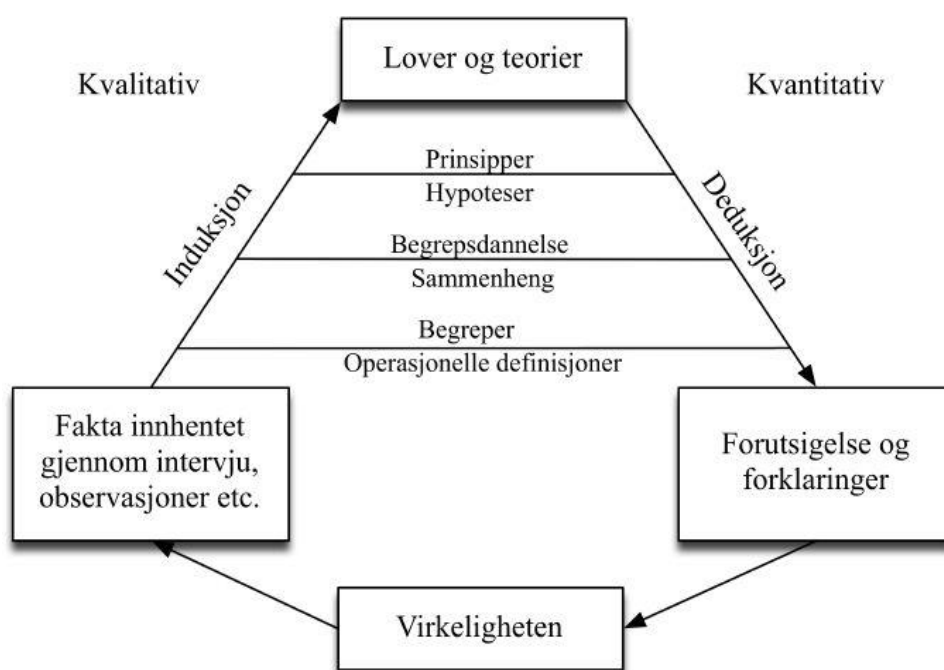 Lover og teorier
Kvalitativ
Kvantitativ
Prinsipper
Hypoteser
Induksjon
Deduksjon
Begrepsdannelse
Sammenheng
Begreper
Operasjonelle definisjoner
Fakta innhentet
gjennom intervju,
observasjoner etc.
Forutsigelse og
forklaringer
Virkeligheten